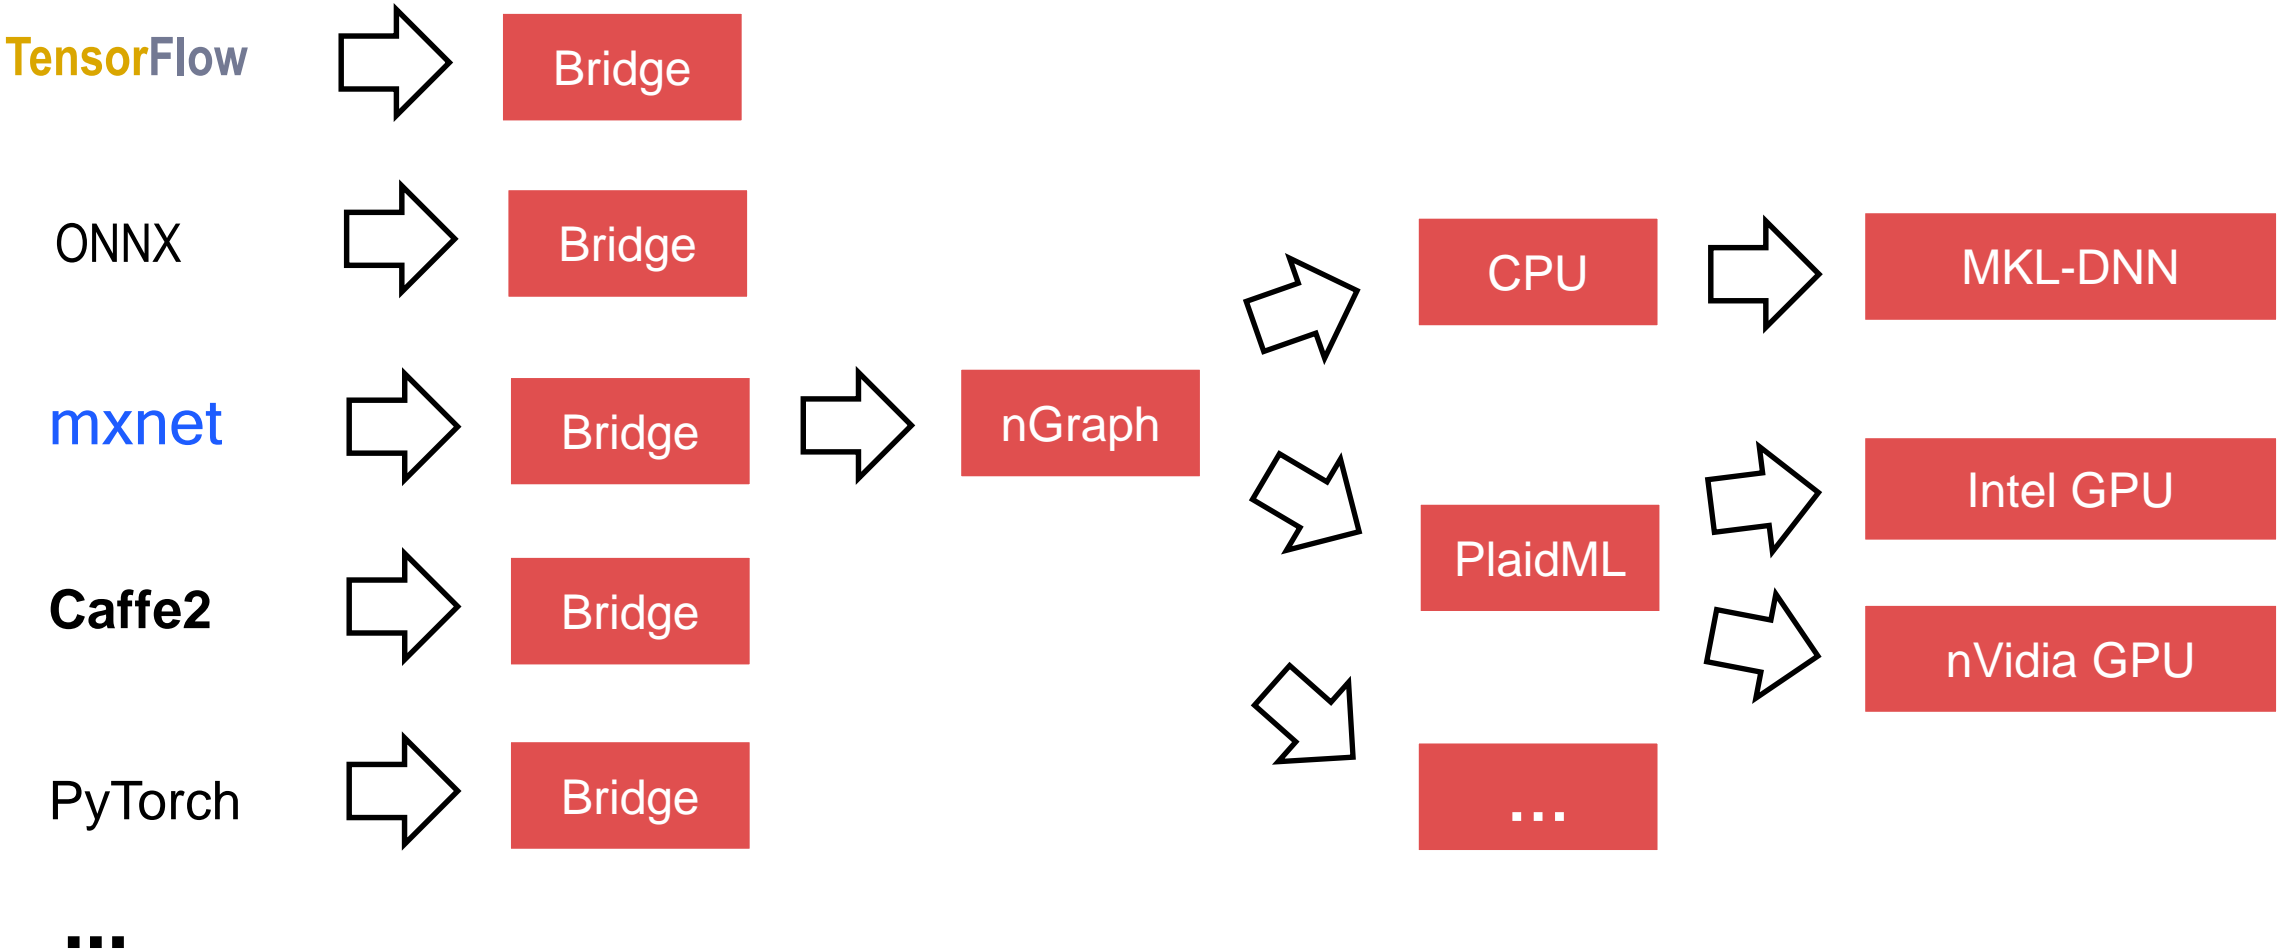 TensorFlow
Bridge
ONNX
Bridge
mxnet
Bridge
Caffe2
Bridge
PyTorch
Bridge
...
nGraph
CPU
MKL-DNN
PlaidML
Intel GPU
nVidia GPU
...